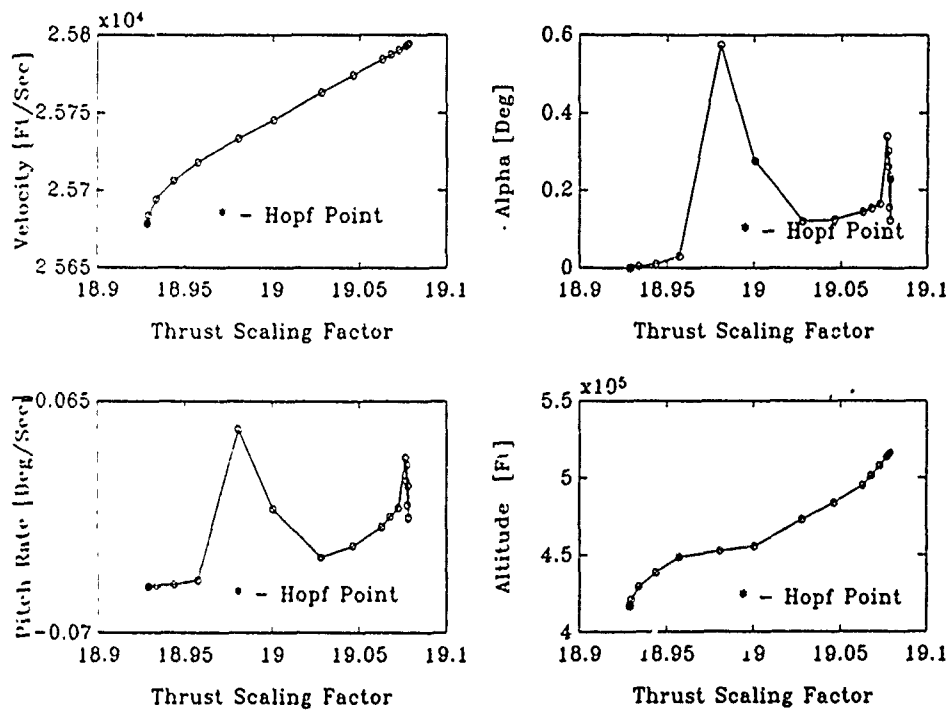 x10⁴
2.58
2.575
2.57
2 565
Velocity [Ft/Sec]
* – Hopf Point
18.9 18.95 19 19.05 19.1
Thrust Scaling Factor
0.6
0.4
0.2
0
Alpha [Deg]
* – Hopf Point
18.9 18.95 19 19.05 19.1
Thrust Scaling Factor
-0.065
-0.07
Pitch Rate [Deg/Sec]
* – Hopf Point
18.9 18.95 19 19.05 19.1
Thrust Scaling Factor
x10⁵
5.5
5
4.5
4
Altitude [Ft]
* – Hopf Point
18.9 18.95 19 19.05 19.1
Thrust Scaling Factor